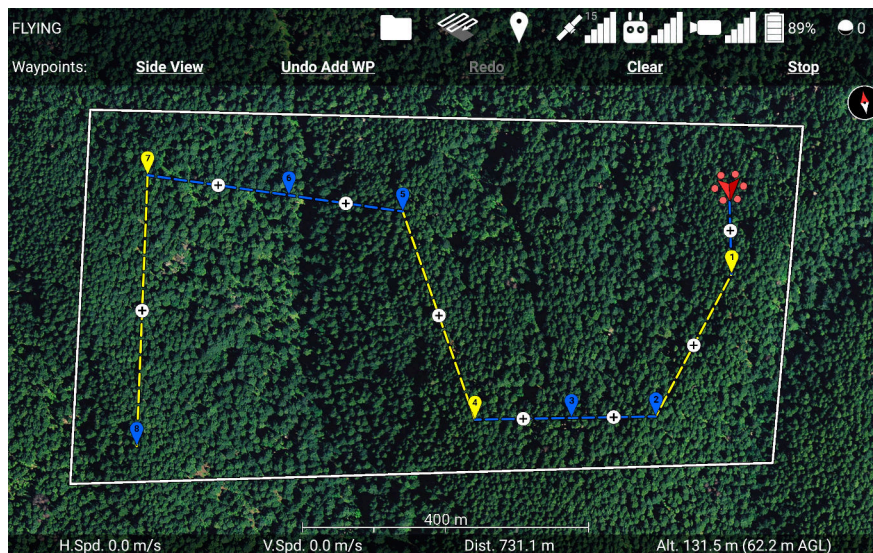 FLYING 15 89% 0
Waypoints: Side View Undo Add WP Redo Clear Stop
7
6
5
1
4 3 2
8
400 m
H.Spd. 0.0 m/s V.Spd. 0.0 m/s Dist. 731.1 m Alt. 131.5 m (62.2 m AGL)